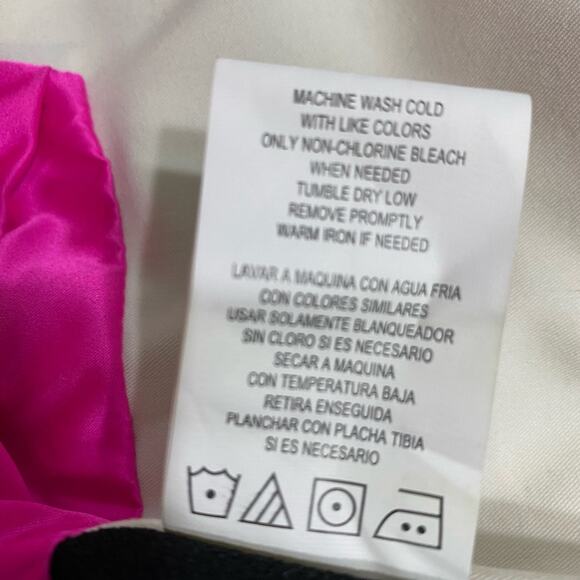 MACHINE WASH COLD
WITH LIKE COLORS
ONLY NON-CHLORINE BLEACH
WHEN NEEDED
TUMBLE DRY LOW
REMOVE PROMPTLY
WARM IRON IF NEEDED
LAVAR A MAQUINA CON AGUA FRIA
CON COLORES SIMILARES
USAR SOLAMENTE BLANQUEADOR
SIN CLORO SI ES NECESARIO
SECAR A MAQUINA
CON TEMPERATURA BAJA
RETIRA ENSEGUIDA
PLANCHAR CON PLACHA TIBIA
SI ES NECESARIO